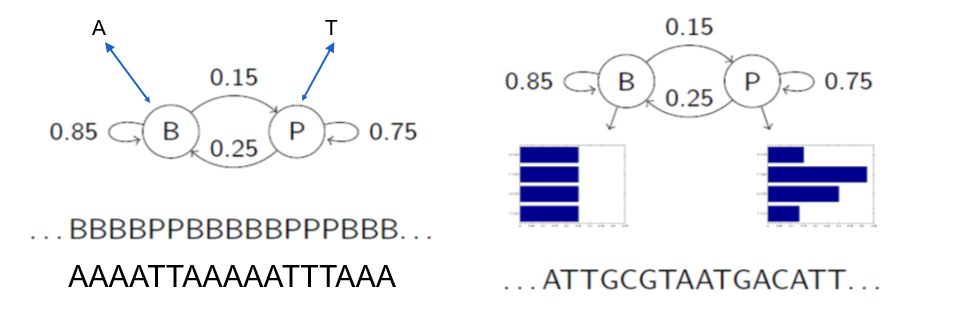 A T
0.15
0.85 B P 0.75
0.25
...BBBBPPBBBBBPPPBBB...
AAAATTAAAAATTTAAA
0.15
0.85 B P 0.75
0.25
...ATTGCGTAATGACATT...